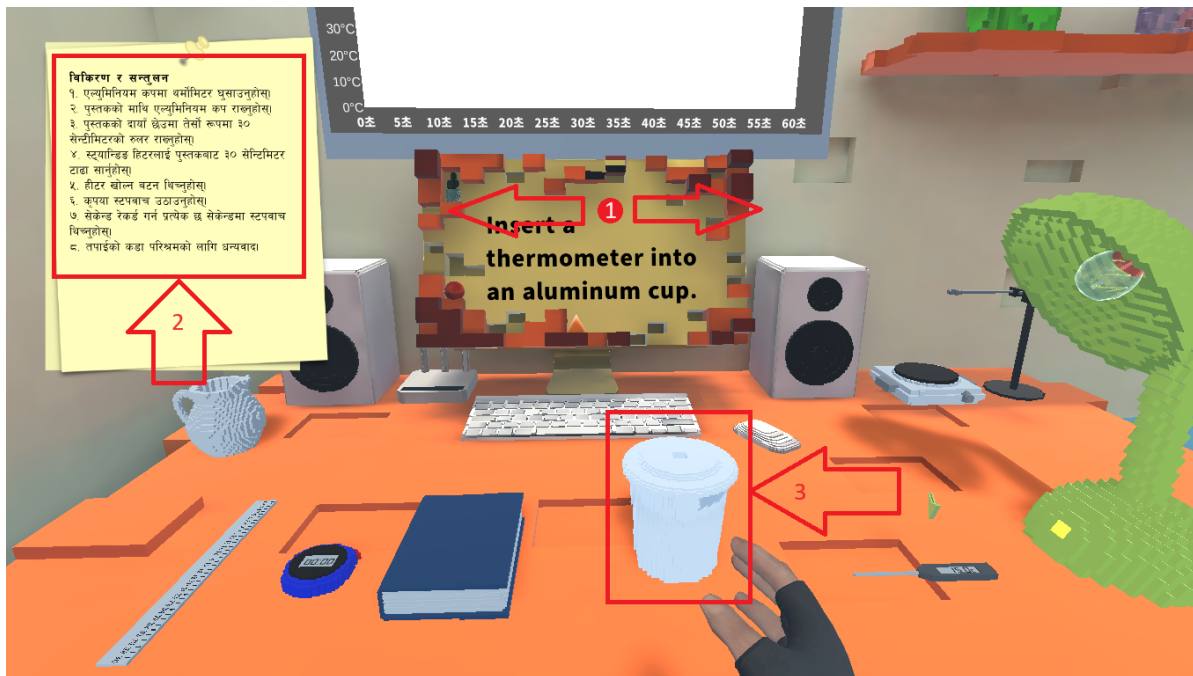 30°C
20°C
10°C
0°C
0초 5초 10초 15초 20초 25초 30초 35초 40초 45초 50초 55초 60초
विकिरण र सन्तुलन
१. एल्युमिनियम कपमा थर्मोमिटर घुसाउनुहोस्।
२. पुस्तकको माथि एल्युमिनियम कप राख्नुहोस्।
३. पुस्तकको दायाँ छेउमा तेर्सो रूपमा ३०
सेन्टीमिटरको रुलर राख्नुहोस्।
४. स्ट्यान्डिङ हिटरलाई पुस्तकबाट ३० सेन्टिमिटर
टाढा सार्नुहोस्।
५. हीटर खोल्न बटन थिच्नुहोस्।
६. कृपया स्टपवाच उठाउनुहोस्।
७. सेकेन्ड रेकर्ड गर्न प्रत्येक छ सेकेन्डमा स्टपवाच
थिच्नुहोस्।
८. तपाईको कडा परिश्रमको लागि धन्यवाद।
1
Insert a
thermometer into
an aluminum cup.
2
3
00:00